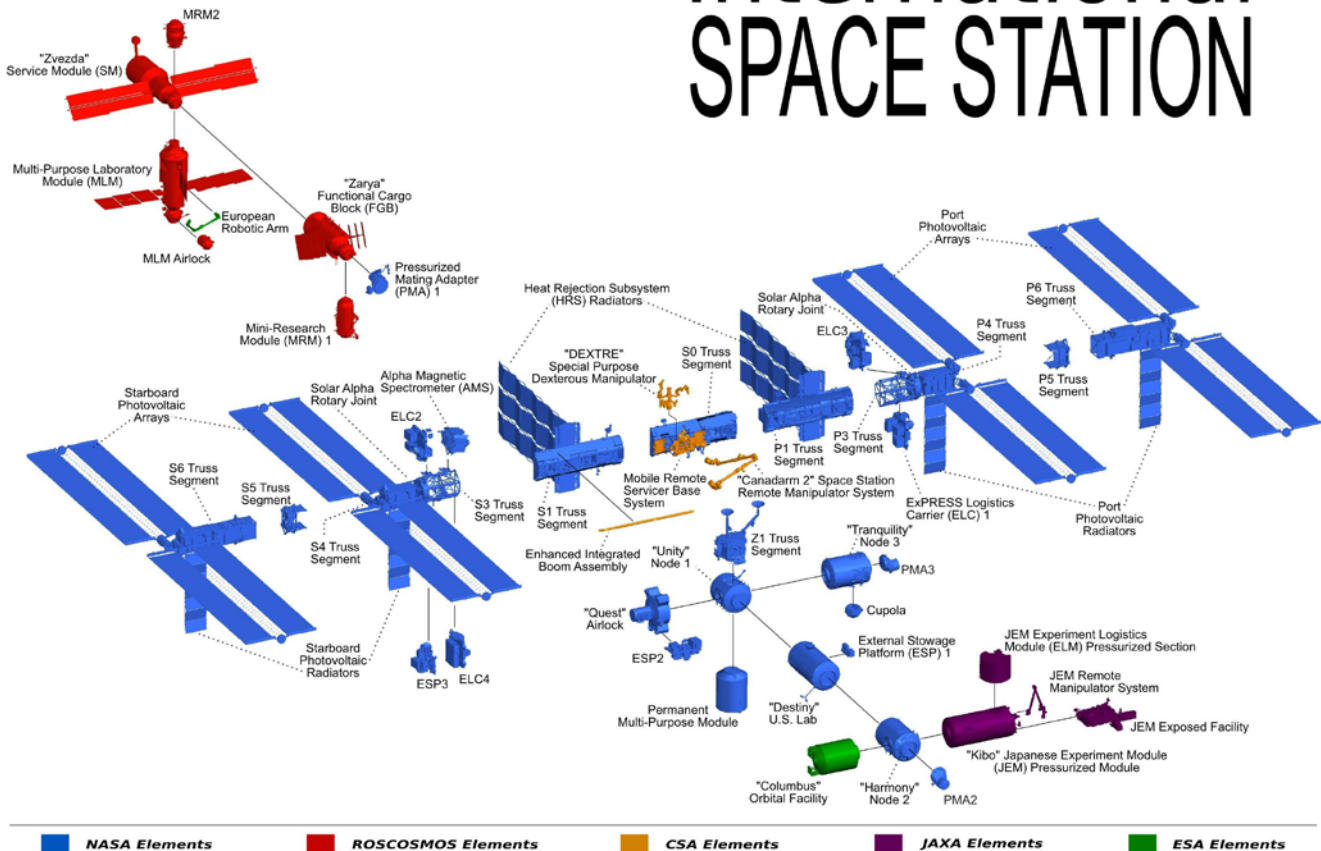 International
SPACE STATION
MRM2
"Zvezda"
Service Module (SM)
Multi-Purpose Laboratory
Module (MLM)
European
Robotic Arm
MLM Airlock
"Zarya"
Functional Cargo
Block (FGB)
Pressurized
Mating Adapter
(PMA) 1
Mini-Research
Module (MRM) 1
Heat Rejection Subsystem
(HRS) Radiators
"DEXTRE"
Special Purpose
Dexterous Manipulator
S0 Truss
Segment
Solar Alpha
Rotary Joint
ELC3
Port
Photovoltaic
Arrays
P6 Truss
Segment
P4 Truss
Segment
P5 Truss
Segment
P3 Truss
Segment
P1 Truss
Segment
Starboard
Photovoltaic
Arrays
Solar Alpha
Rotary Joint
Alpha Magnetic
Spectrometer (AMS)
ELC2
S6 Truss
Segment
S5 Truss
Segment
S4 Truss
Segment
S3 Truss
Segment
S1 Truss
Segment
Mobile Remote
Servicer Base
System
"Canadarm 2" Space Station
Remote Manipulator System
ExPRESS Logistics
Carrier (ELC) 1
Port
Photovoltaic
Radiators
Enhanced Integrated
Boom Assembly
"Unity"
Node 1
Z1 Truss
Segment
"Tranquility"
Node 3
PMA3
Cupola
"Quest"
Airlock
ESP2
Starboard
Photovoltaic
Radiators
ESP3
ELC4
Permanent
Multi-Purpose Module
External Stowage
Platform (ESP) 1
"Destiny"
U.S. Lab
JEM Experiment Logistics
Module (ELM) Pressurized Section
JEM Remote
Manipulator System
JEM Exposed Facility
"Kibo" Japanese Experiment Module
(JEM) Pressurized Module
"Columbus"
Orbital Facility
"Harmony"
Node 2
PMA2
NASA Elements
ROSCOSMOS Elements
CSA Elements
JAXA Elements
ESA Elements